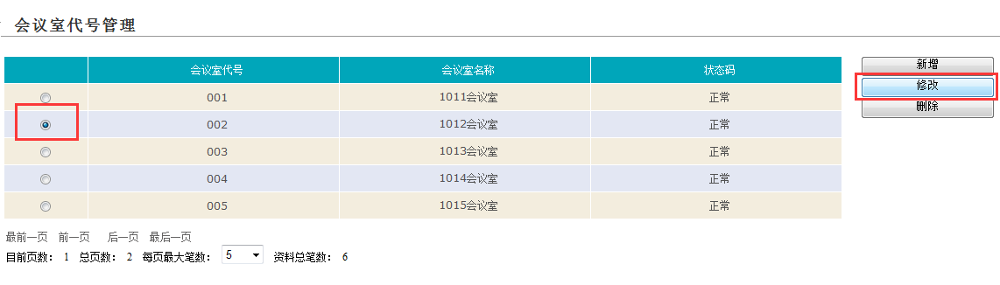 会议室代号管理
会议室代号 会议室名称 状态码
001 1011会议室 正常
002 1012会议室 正常
003 1013会议室 正常
004 1014会议室 正常
005 1015会议室 正常
新增
修改
删除
最前一页 前一页 后一页 最后一页
目前页数: 1 总页数: 2 每页最大笔数: 5 资料总笔数: 6